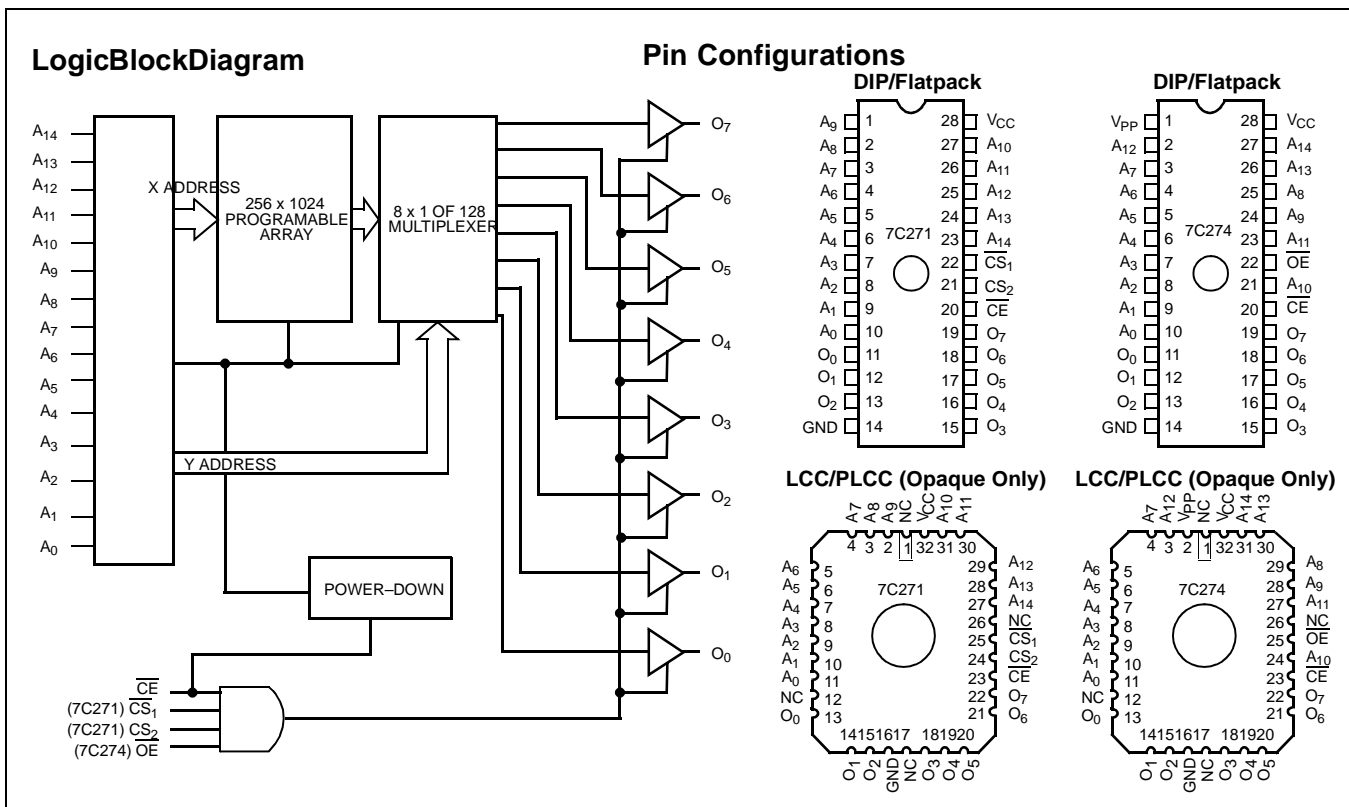 LogicBlockDiagram
A14
A13
A12
A11
A10
A9
A8
A7
A6
A5
A4
A3
A2
A1
A0
X ADDRESS
256 x 1024
PROGRAMABLE
ARRAY
8 x 1 OF 128
MULTIPLEXER
Y ADDRESS
POWER–DOWN
CE
(7C271) CS1
(7C271) CS2
(7C274) OE
O7
O6
O5
O4
O3
O2
O1
O0
Pin Configurations
DIP/Flatpack
A9 1 28 VCC
A8 2 27 A10
A7 3 26 A11
A6 4 25 A12
A5 5 24 A13
A4 6 7C271 23 A14
A3 7 22 CS1
A2 8 21 CS2
A1 9 20 CE
A0 10 19 O7
O0 11 18 O6
O1 12 17 O5
O2 13 16 O4
GND 14 15 O3
DIP/Flatpack
VPP 1 28 VCC
A12 2 27 A14
A7 3 26 A13
A6 4 25 A8
A5 5 24 A9
A4 6 7C274 23 A11
A3 7 22 OE
A2 8 21 A10
A1 9 20 CE
A0 10 19 O7
O0 11 18 O6
O1 12 17 O5
O2 13 16 O4
GND 14 15 O3
LCC/PLCC (Opaque Only)
A7 A8 A9 NC VCC A10 A11
4 3 2 1 32 31 30
A6 5 29 A12
A5 6 7C271 28 A13
A4 7 27 A14
A3 8 26 NC
A2 9 25 CS1
A1 10 24 CS2
A0 11 23 CE
NC 12 22 O7
O0 13 21 O6
14 15 16 17 18 19 20
O1 O2 GND NC O3 O4 O5
LCC/PLCC (Opaque Only)
A7 A12 VPP NC VCC A14 A13
4 3 2 1 32 31 30
A6 5 29 A8
A5 6 7C274 28 A9
A4 7 27 A11
A3 8 26 NC
A2 9 25 OE
A1 10 24 A10
A0 11 23 CE
NC 12 22 O7
O0 13 21 O6
14 15 16 17 18 19 20
O1 O2 GND NC O3 O4 O5